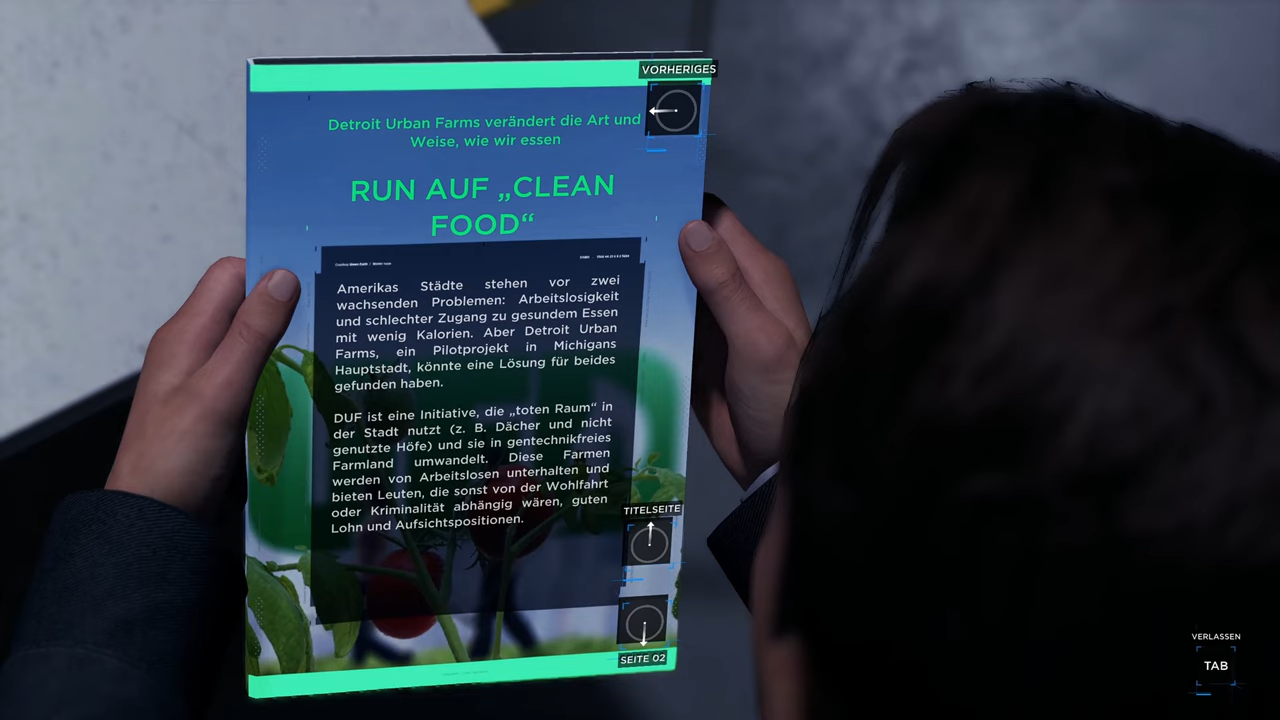 VORHERIGES
Detroit Urban Farms verändert die Art und
Weise, wie wir essen
RUN AUF „CLEAN
FOOD“
Amerikas Städte stehen vor zwei
wachsenden Problemen: Arbeitslosigkeit
und schlechter Zugang zu gesundem Essen
mit wenig Kalorien. Aber Detroit Urban
Farms, ein Pilotprojekt in Michigans
Hauptstadt, könnte eine Lösung für beides
gefunden haben.
DUF ist eine Initiative, die „toten Raum“ in
der Stadt nutzt (z. B. Dächer und nicht
genutzte Höfe) und sie in gentechnikfreies
Farmland umwandelt. Diese Farmen
werden von Arbeitslosen unterhalten und
bieten Leuten, die sonst von der Wohlfahrt
oder Kriminalität abhängig wären, guten
Lohn und Aufsichtspositionen.
TITELSEITE
SEITE 02
VERLASSEN
TAB